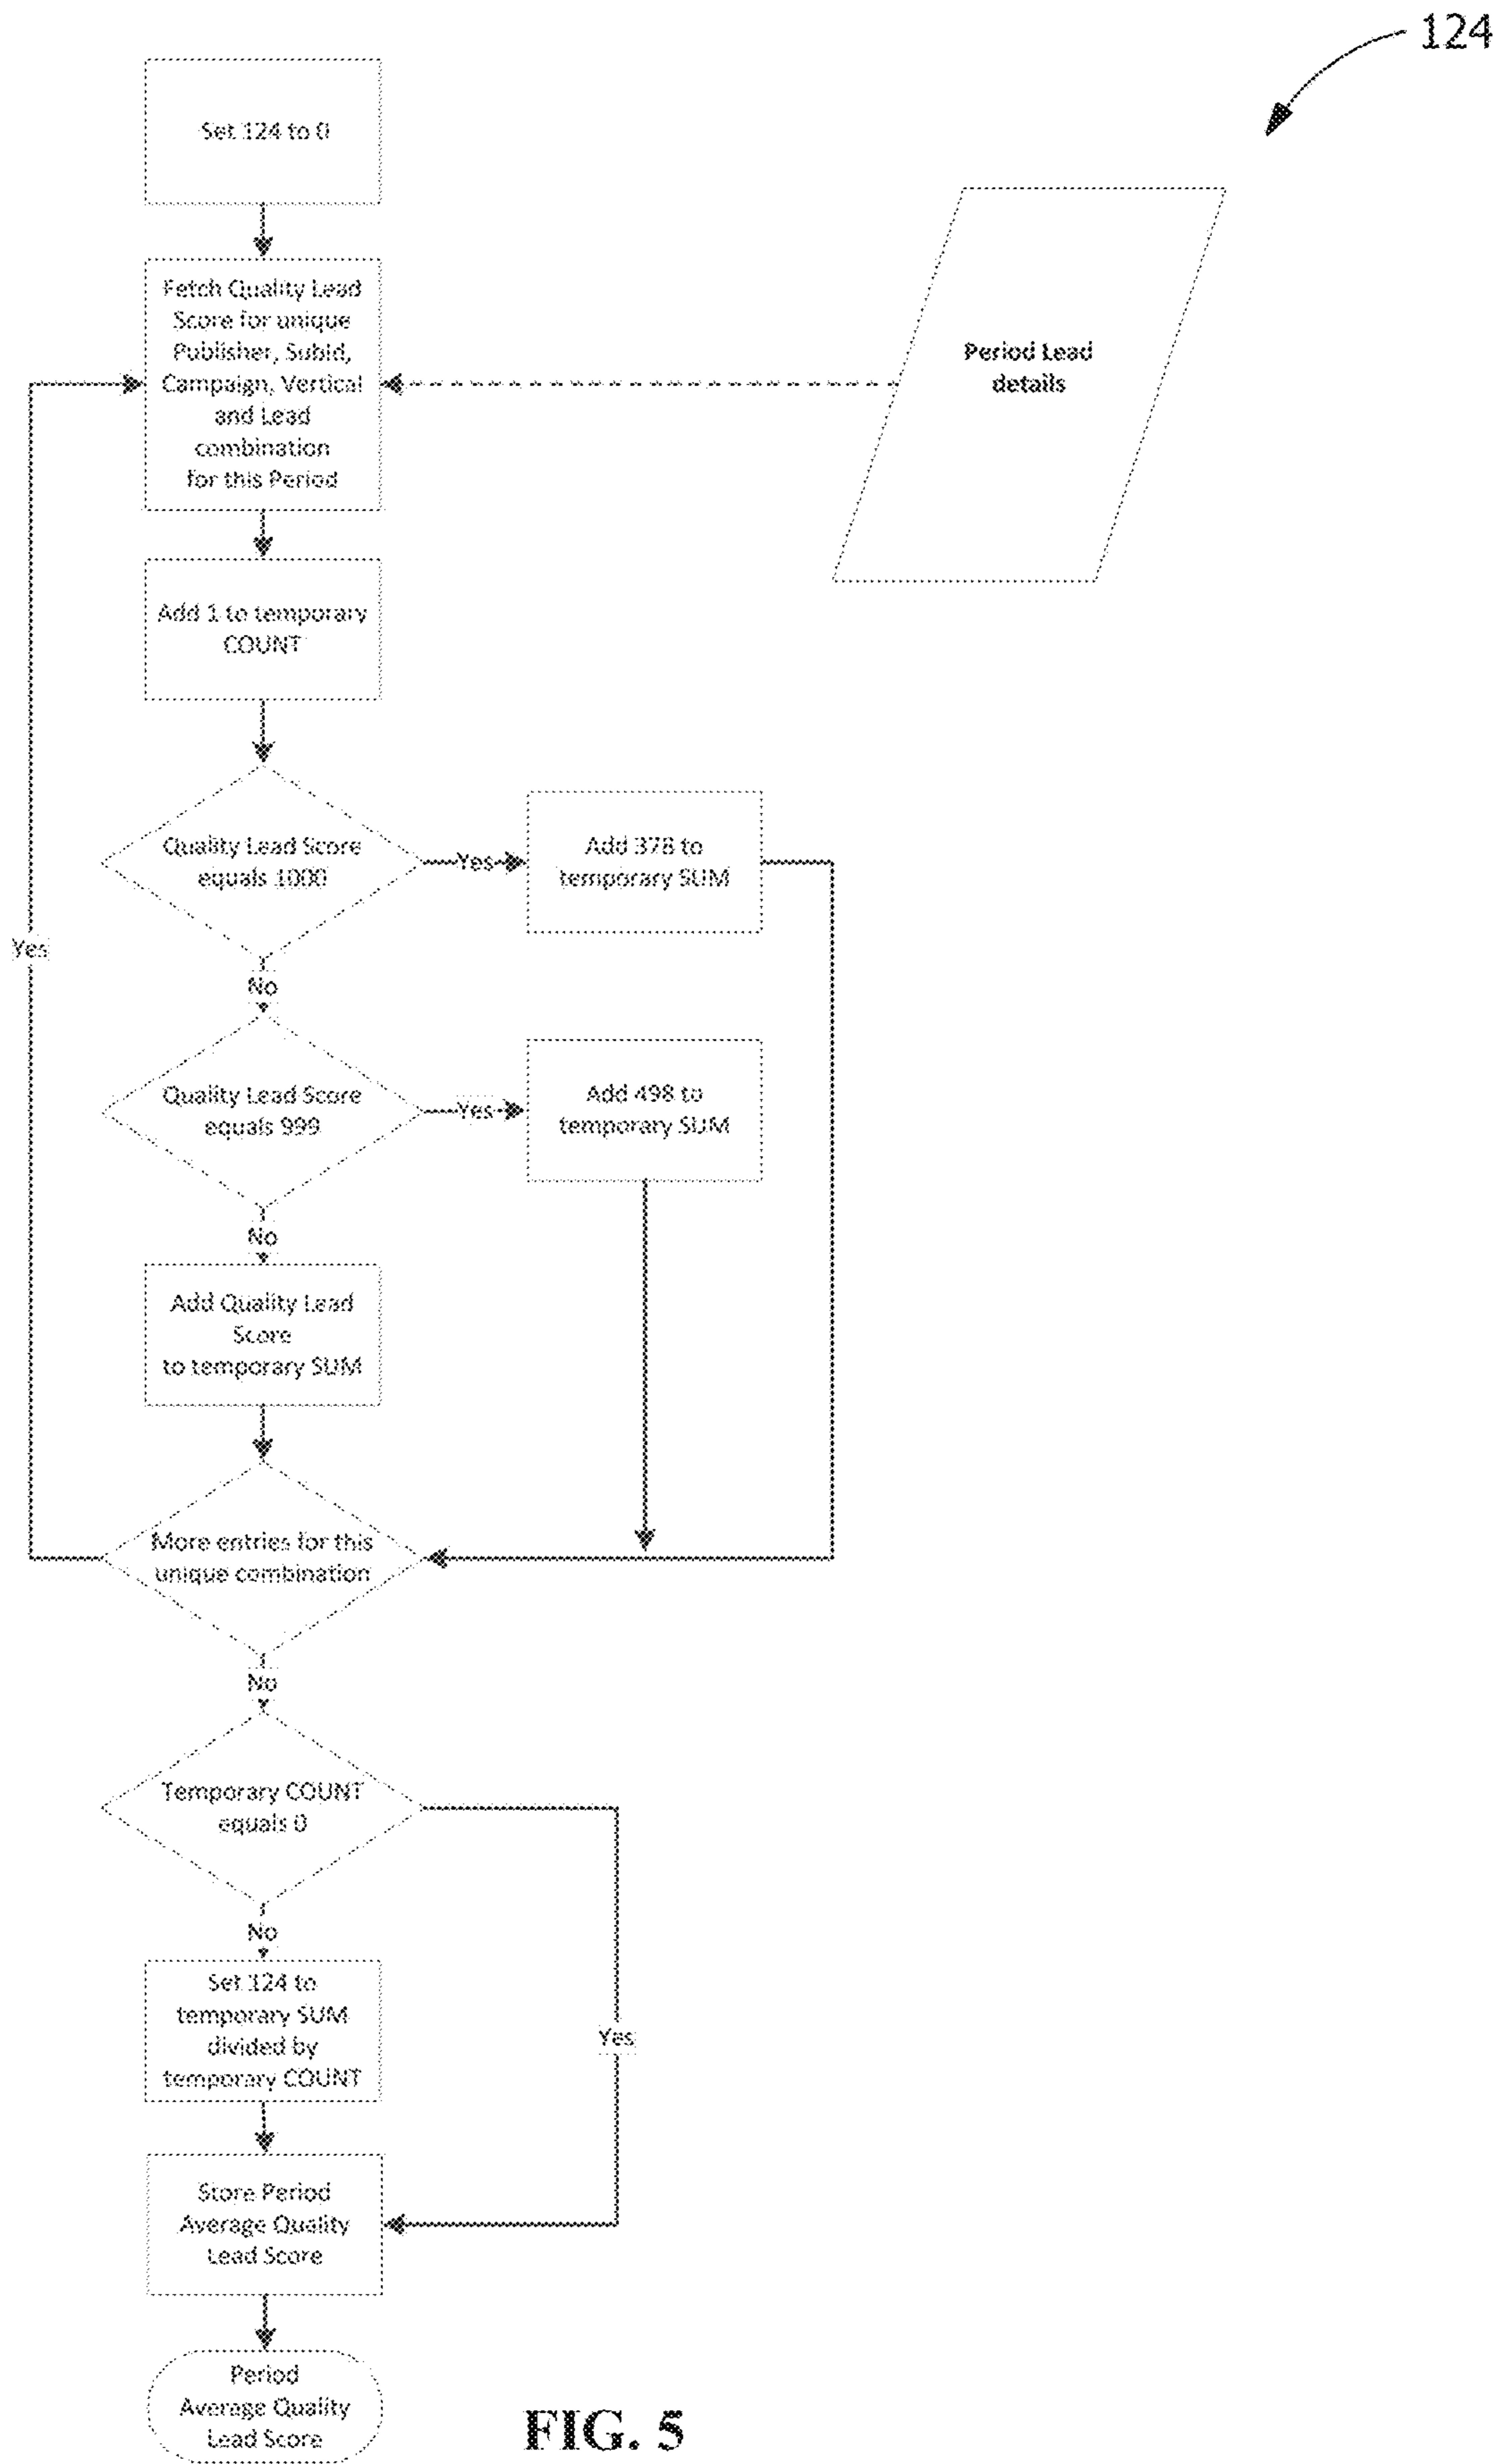 124
Set 124 to 0
Fetch Quality Lead
Score for unique
Publisher, SubId,
Campaign, Vertical
and Lead
combination
for this Period
Period Lead
details
Add 1 to temporary
COUNT
Quality Lead Score
equals 1000
Yes
Add 378 to
temporary SUM
Yes
No
Quality Lead Score
equals 999
Yes
Add 498 to
temporary SUM
No
Add Quality Lead
Score
to temporary SUM
More entries for this
unique combination
No
Temporary COUNT
equals 0
No
Set 124 to
temporary SUM
divided by
temporary COUNT
Yes
Store Period
Average Quality
Lead Score
Period
Average Quality
Lead Score
FIG. 5